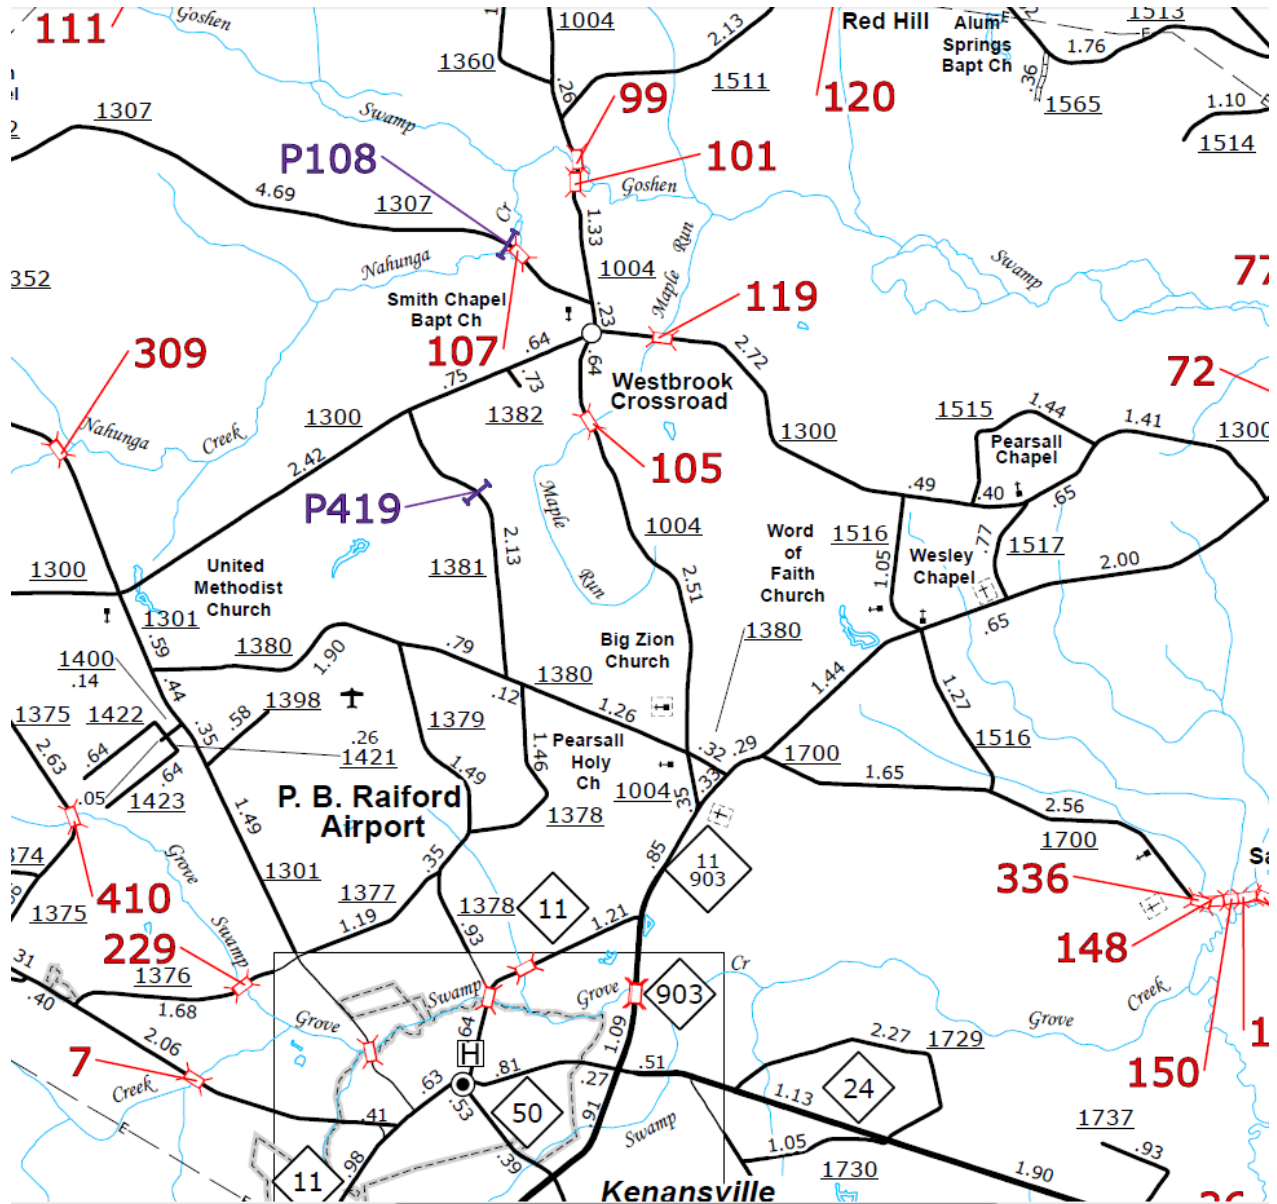 111
Goshen
1
1004
2.13
Red Hill
Alum
Springs
Bapt Ch
1513
E
E
1.76
1360
.26
99
1511
120
.36
1565
1.10
E
1514
1307
Swamp
P108
101
Goshen
4.69
1307
Cr
1.33
Maple Run
Nahunga
1004
Swamp
77
352
Smith Chapel
Bapt Ch
.23
119
309
107
.64
.64
2.72
.75
.73
Westbrook
Crossroad
72
1300
1382
1515
1.44
1.41
1300
Nahunga
Creek
1300
Pearsall
Chapel
2.42
105
.49
.40
.65
P419
Maple
1004
Word
of
Faith
Church
1516
.77
1517
2.13
United
Methodist
Church
1381
Wesley
Chapel
2.00
1300
Run
2.51
1.05
1301
.59
Big Zion
Church
1380
.65
1380
1.90
.79
1400
.14
.44
.12
1380
1.44
1.27
1375
1422
.35
.58
1398
1379
1.26
1516
2.63
.64
.26
1421
1.46
Pearsall
Holy
Ch
.32
.29
1700
1.49
.33
1.65
.05
.64
1423
P. B. Raiford
Airport
1004
.35
2.56
1.49
1378
1700
Grove
.35
.85
11
903
374
1301
1377
336
410
1375
1378
11
1.21
1.19
.93
148
229
Swamp
.31
1376
Cr
.40
1.68
Swamp
Grove
903
Creek
Grove
.64
1.09
Grove
2.27
1729
7
2.06
H
.81
.51
150
1
Creek
.63
.27
24
1.13
.41
.53
50
.91
1737
E
Swamp
1.05
.93
.98
.39
11
1730
1.90
Kenansville
E